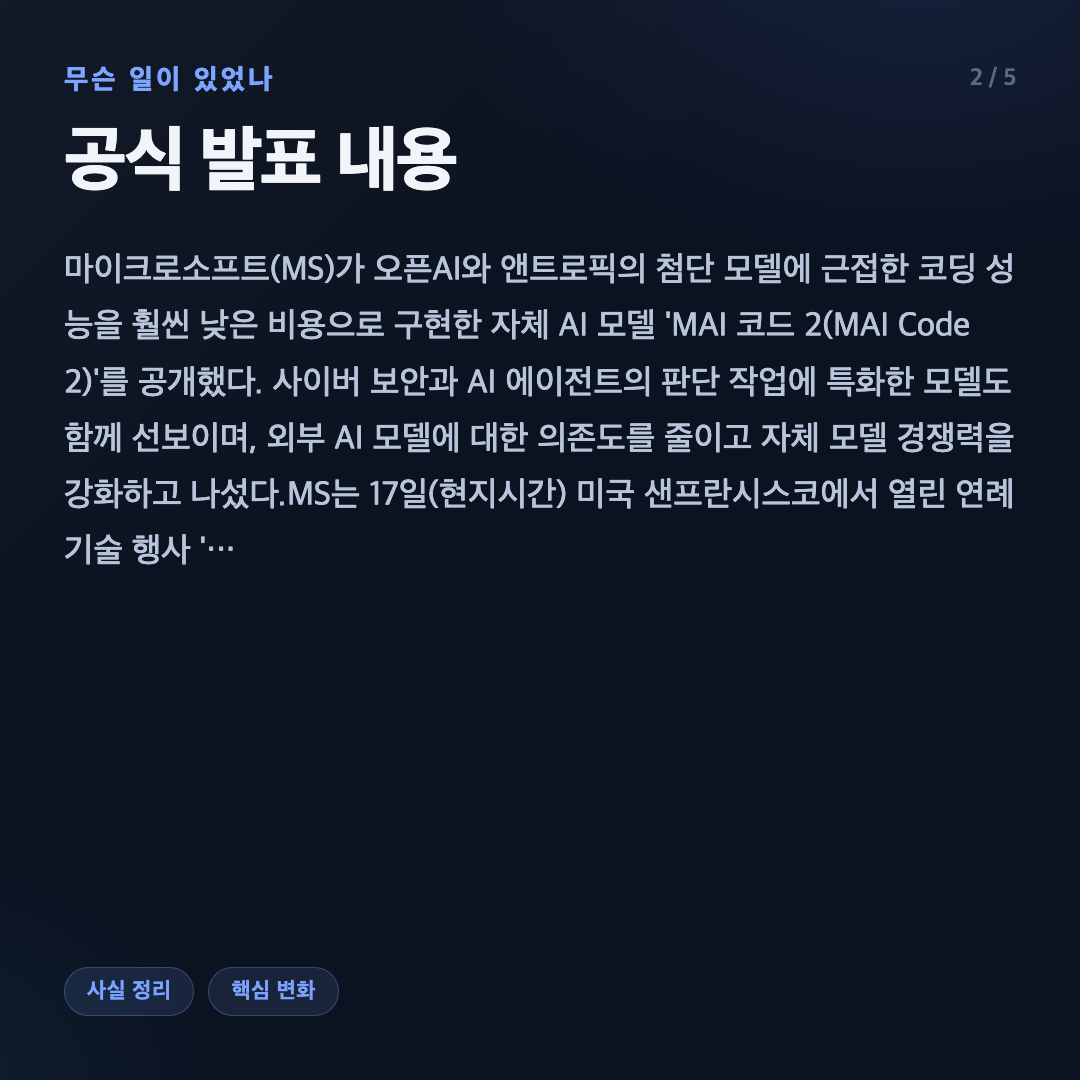 무슨 일이 있었나
2 / 5
공식 발표 내용
마이크로소프트(MS)가 오픈AI와 앤트로픽의 첨단 모델에 근접한 코딩 성
능을 훨씬 낮은 비용으로 구현한 자체 AI 모델 'MAI 코드 2(MAI Code
2)'를 공개했다. 사이버 보안과 AI 에이전트의 판단 작업에 특화한 모델도
함께 선보이며, 외부 AI 모델에 대한 의존도를 줄이고 자체 모델 경쟁력을
강화하고 나섰다.MS는 17일(현지시간) 미국 샌프란시스코에서 열린 연례
기술 행사 '…
사실 정리
핵심 변화